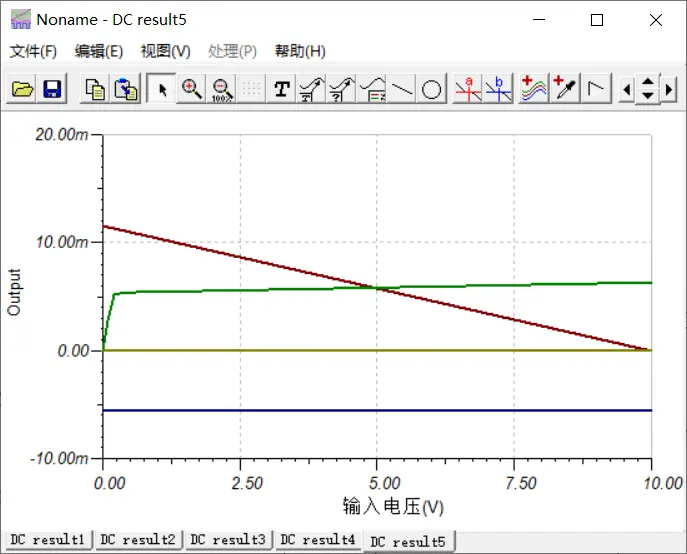 Noname - DC result5
文件(F) 编辑(E) 视图(V) 处理(P) 帮助(H)
100% T T ? a b
20.00m
10.00m
Output
0.00
-10.00m
0.00 2.50 5.00 7.50 10.00
输入电压(V)
DC result1 DC result2 DC result3 DC result4 DC result5